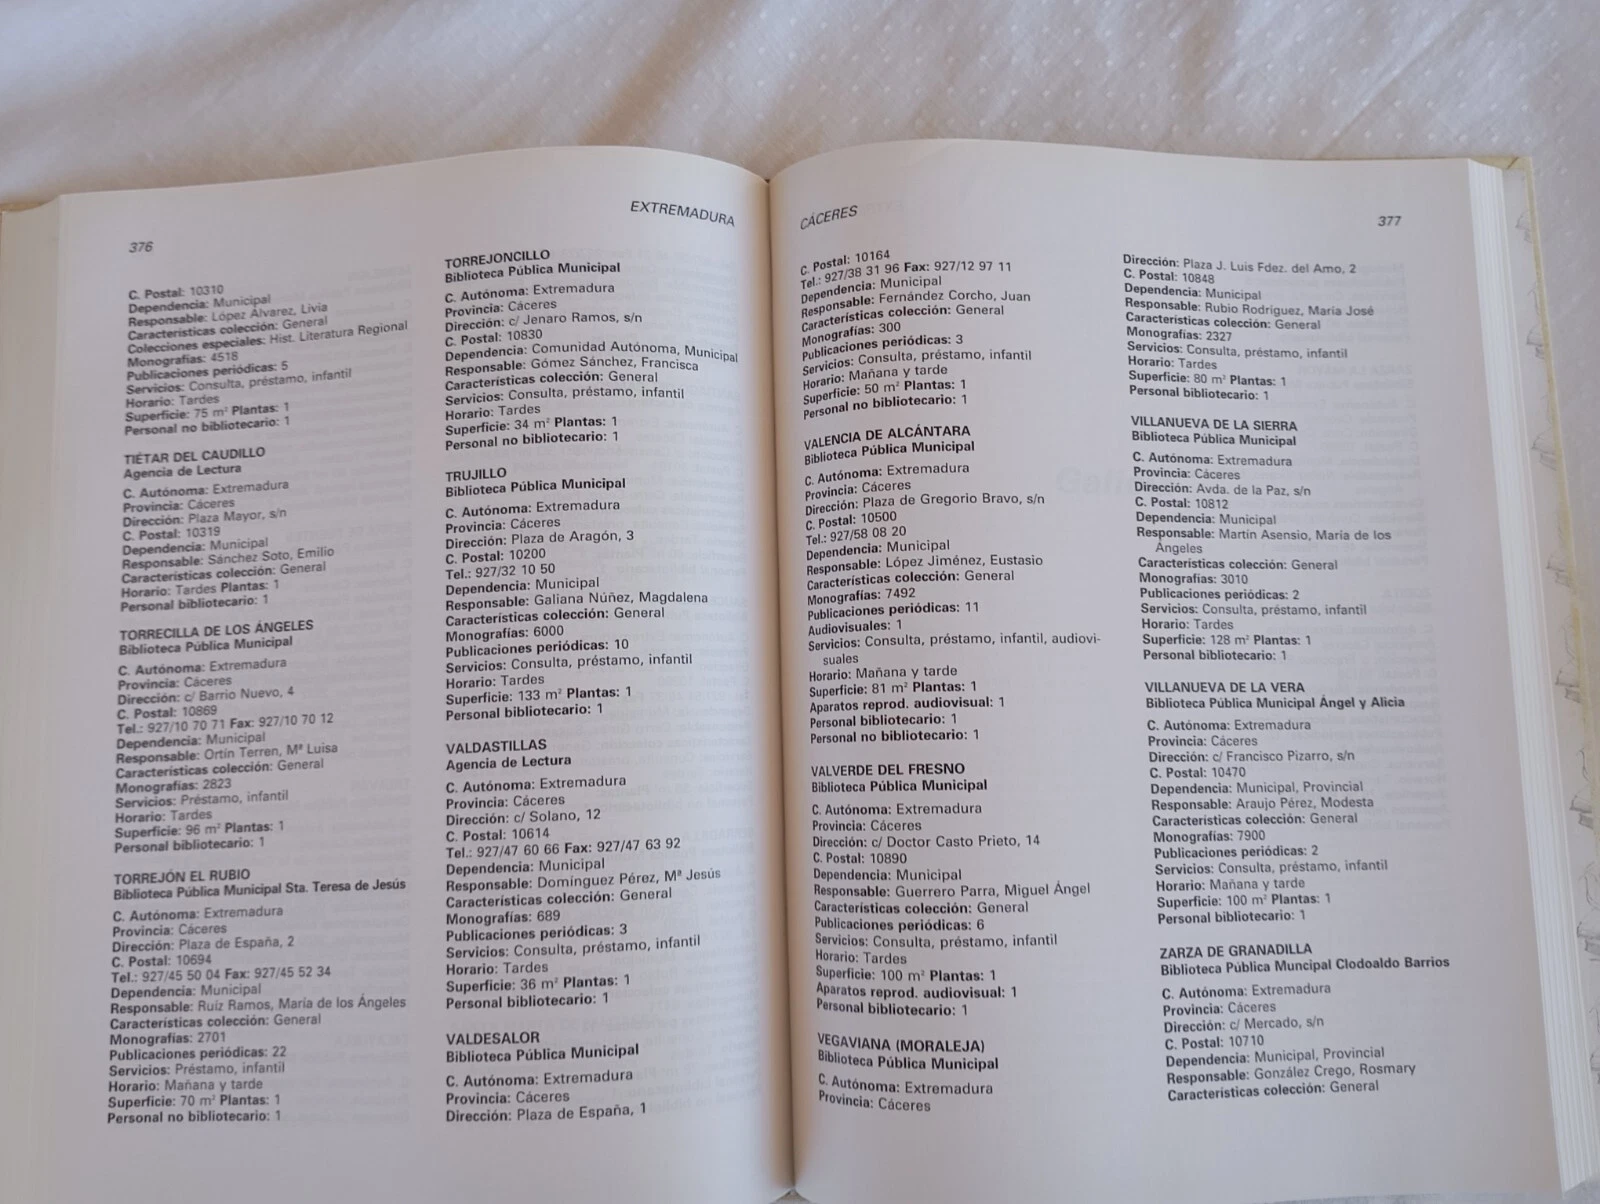 376
EXTREMADURA
C. Postal: 10310
Dependencia: Municipal
Responsable: López Álvarez, Livia
Características colección: General
Colecciones especiales: Hist. Literatura Regional
Monografías: 4518
Publicaciones periódicas: 5
Servicios: Consulta, préstamo, infantil
Horario: Tardes
Superficie: 75 m² Plantas: 1
Personal no bibliotecario: 1
TIÉTAR DEL CAUDILLO
Agencia de Lectura
C. Autónoma: Extremadura
Provincia: Cáceres
Dirección: Plaza Mayor, s/n
C. Postal: 10319
Dependencia: Municipal
Responsable: Sánchez Soto, Emilio
Características colección: General
Horario: Tardes Plantas: 1
Personal bibliotecario: 1
TORRECILLA DE LOS ÁNGELES
Biblioteca Pública Municipal
C. Autónoma: Extremadura
Provincia: Cáceres
Dirección: c/ Barrio Nuevo, 4
C. Postal: 10869
Tel.: 927/10 70 71 Fax: 927/10 70 12
Dependencia: Municipal
Responsable: Ortín Terren, Mª Luisa
Características colección: General
Monografías: 2823
Servicios: Préstamo, infantil
Horario: Tardes
Superficie: 96 m² Plantas: 1
Personal bibliotecario: 1
TORREJÓN EL RUBIO
Biblioteca Pública Municipal Sta. Teresa de Jesús
C. Autónoma: Extremadura
Provincia: Cáceres
Dirección: Plaza de España, 2
C. Postal: 10694
Tel.: 927/45 50 04 Fax: 927/45 52 34
Dependencia: Municipal
Responsable: Ruíz Ramos, María de los Ángeles
Características colección: General
Monografías: 2701
Publicaciones periódicas: 22
Servicios: Préstamo, infantil
Horario: Mañana y tarde
Superficie: 70 m² Plantas: 1
Personal no bibliotecario: 1
TORREJONCILLO
Biblioteca Pública Municipal
C. Autónoma: Extremadura
Provincia: Cáceres
Dirección: c/ Jenaro Ramos, s/n
C. Postal: 10830
Dependencia: Comunidad Autónoma, Municipal
Responsable: Gómez Sánchez, Francisca
Características colección: General
Servicios: Consulta, préstamo, infantil
Horario: Tardes
Superficie: 34 m² Plantas: 1
Personal no bibliotecario: 1
TRUJILLO
Biblioteca Pública Municipal
C. Autónoma: Extremadura
Provincia: Cáceres
Dirección: Plaza de Aragón, 3
C. Postal: 10200
Tel.: 927/32 10 50
Dependencia: Municipal
Responsable: Galiana Núñez, Magdalena
Características colección: General
Monografías: 6000
Publicaciones periódicas: 10
Servicios: Consulta, préstamo, infantil
Horario: Tardes
Superficie: 133 m² Plantas: 1
Personal bibliotecario: 1
VALDASTILLAS
Agencia de Lectura
C. Autónoma: Extremadura
Provincia: Cáceres
Dirección: c/ Solano, 12
C. Postal: 10614
Tel.: 927/47 60 66 Fax: 927/47 63 92
Dependencia: Municipal
Responsable: Domínguez Pérez, Mª Jesús
Características colección: General
Monografías: 689
Publicaciones periódicas: 3
Servicios: Consulta, préstamo, infantil
Horario: Tardes
Superficie: 36 m² Plantas: 1
Personal bibliotecario: 1
VALDESALOR
Biblioteca Pública Municipal
C. Autónoma: Extremadura
Provincia: Cáceres
Dirección: Plaza de España, 1
CÁCERES
377
C. Postal: 10164
Tel.: 927/38 31 96 Fax: 927/12 97 11
Dependencia: Municipal
Responsable: Fernández Corcho, Juan
Características colección: General
Monografías: 300
Publicaciones periódicas: 3
Servicios: Consulta, préstamo, infantil
Horario: Mañana y tarde
Superficie: 50 m² Plantas: 1
Personal no bibliotecario: 1
VALENCIA DE ALCÁNTARA
Biblioteca Pública Municipal
C. Autónoma: Extremadura
Provincia: Cáceres
Dirección: Plaza de Gregorio Bravo, s/n
C. Postal: 10500
Tel.: 927/58 08 20
Dependencia: Municipal
Responsable: López Jiménez, Eustasio
Características colección: General
Monografías: 7492
Publicaciones periódicas: 11
Audiovisuales: 1
Servicios: Consulta, préstamo, infantil, audiovi-
suales
Horario: Mañana y tarde
Superficie: 81 m² Plantas: 1
Aparatos reprod. audiovisual: 1
Personal bibliotecario: 1
Personal no bibliotecario: 1
VALVERDE DEL FRESNO
Biblioteca Pública Municipal
C. Autónoma: Extremadura
Provincia: Cáceres
Dirección: c/ Doctor Casto Prieto, 14
C. Postal: 10890
Dependencia: Municipal
Responsable: Guerrero Parra, Miguel Ángel
Características colección: General
Publicaciones periódicas: 6
Servicios: Consulta, préstamo, infantil
Horario: Tardes
Superficie: 100 m² Plantas: 1
Aparatos reprod. audiovisual: 1
Personal bibliotecario: 1
VEGAVIANA (MORALEJA)
Biblioteca Pública Municipal
C. Autónoma: Extremadura
Provincia: Cáceres
Dirección: Plaza J. Luis Fdez. del Amo, 2
C. Postal: 10848
Dependencia: Municipal
Responsable: Rubio Rodríguez, María José
Características colección: General
Monografías: 2327
Servicios: Consulta, préstamo, infantil
Horario: Tardes
Superficie: 80 m² Plantas: 1
Personal bibliotecario: 1
VILLANUEVA DE LA SIERRA
Biblioteca Pública Municipal
C. Autónoma: Extremadura
Provincia: Cáceres
Dirección: Avda. de la Paz, s/n
C. Postal: 10812
Dependencia: Municipal
Responsable: Martín Asensio, María de los
Ángeles
Características colección: General
Monografías: 3010
Publicaciones periódicas: 2
Servicios: Consulta, préstamo, infantil
Horario: Tardes
Superficie: 128 m² Plantas: 1
Personal bibliotecario: 1
VILLANUEVA DE LA VERA
Biblioteca Pública Municipal Ángel y Alicia
C. Autónoma: Extremadura
Provincia: Cáceres
Dirección: c/ Francisco Pizarro, s/n
C. Postal: 10470
Dependencia: Municipal, Provincial
Responsable: Araujo Pérez, Modesta
Características colección: General
Monografías: 7900
Publicaciones periódicas: 2
Servicios: Consulta, préstamo, infantil
Horario: Mañana y tarde
Superficie: 100 m² Plantas: 1
Personal bibliotecario: 1
ZARZA DE GRANADILLA
Biblioteca Pública Muncipal Clodoaldo Barrios
C. Autónoma: Extremadura
Provincia: Cáceres
Dirección: c/ Mercado, s/n
C. Postal: 10710
Dependencia: Municipal, Provincial
Responsable: González Crego, Rosmary
Características colección: General